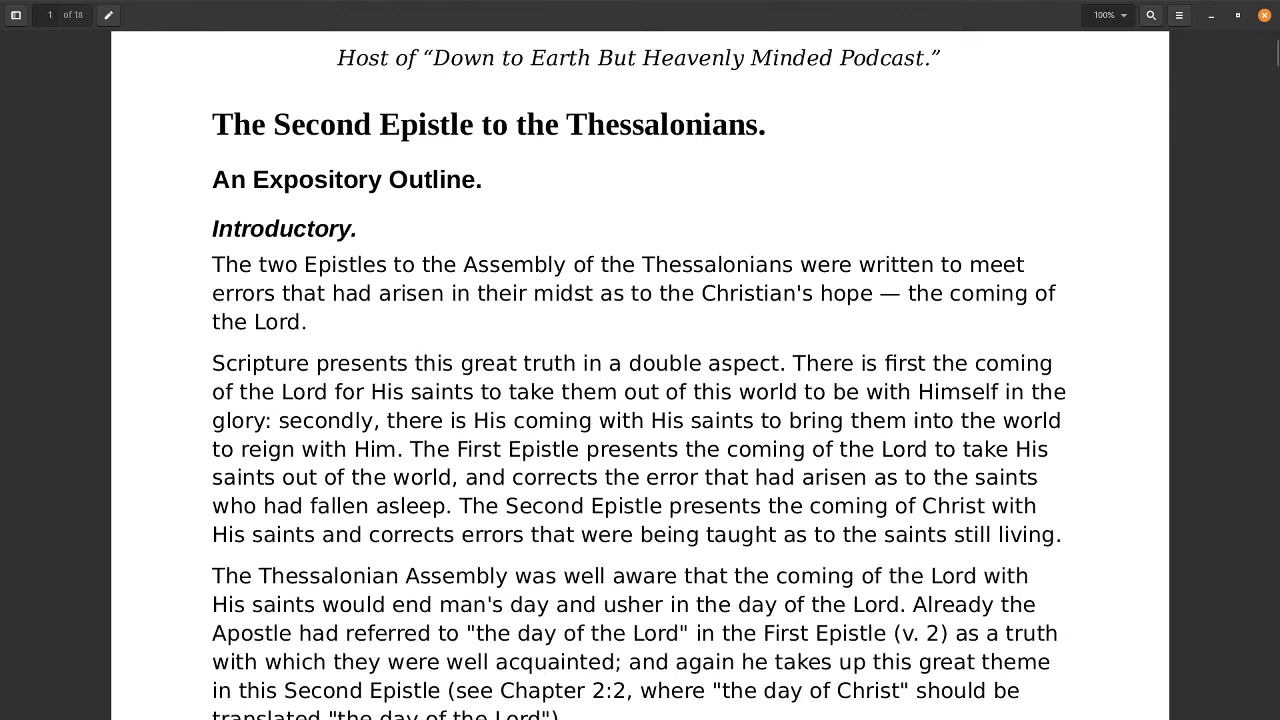 1 of 18
100%
Host of “Down to Earth But Heavenly Minded Podcast.”
The Second Epistle to the Thessalonians.
An Expository Outline.
Introductory.
The two Epistles to the Assembly of the Thessalonians were written to meet
errors that had arisen in their midst as to the Christian's hope — the coming of
the Lord.
Scripture presents this great truth in a double aspect. There is first the coming
of the Lord for His saints to take them out of this world to be with Himself in the
glory: secondly, there is His coming with His saints to bring them into the world
to reign with Him. The First Epistle presents the coming of the Lord to take His
saints out of the world, and corrects the error that had arisen as to the saints
who had fallen asleep. The Second Epistle presents the coming of Christ with
His saints and corrects errors that were being taught as to the saints still living.
The Thessalonian Assembly was well aware that the coming of the Lord with
His saints would end man's day and usher in the day of the Lord. Already the
Apostle had referred to "the day of the Lord" in the First Epistle (v. 2) as a truth
with which they were well acquainted; and again he takes up this great theme
in this Second Epistle (see Chapter 2:2, where "the day of Christ" should be
translated "the day of the Lord")